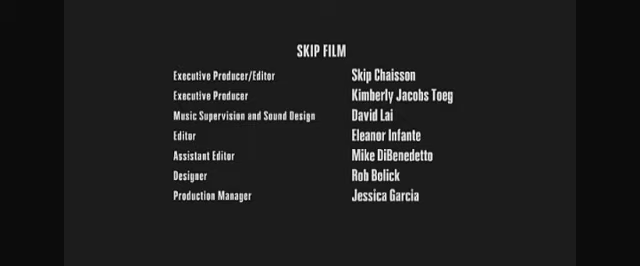 SKIP FILM
Executive Producer/Editor Skip Chaisson
Executive Producer Kimberly Jacobs Toeg
Music Supervision and Sound Design David Lai
Editor Eleanor Infante
Assistant Editor Mike DiBenedetto
Designer Rob Bolick
Production Manager Jessica Garcia